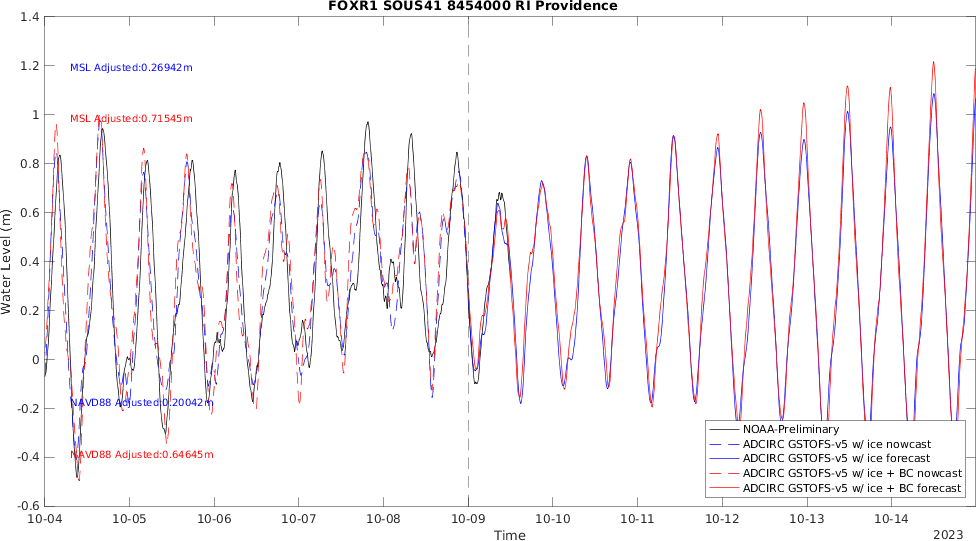 FOXR1 SOUS41 8454000 RI Providence
1.4
1.2
1
0.8
0.6
0.4
0.2
0
-0.2
-0.4
-0.6
Water Level (m)
MSL Adjusted:0.26942m
MSL Adjusted:0.71545m
NAVD88 Adjusted:0.20042m
NAVD88 Adjusted:0.64645m
NOAA-Preliminary
ADCIRC GSTOFS-v5 w/ ice nowcast
ADCIRC GSTOFS-v5 w/ ice forecast
ADCIRC GSTOFS-v5 w/ ice + BC nowcast
ADCIRC GSTOFS-v5 w/ ice + BC forecast
10-04 10-05 10-06 10-07 10-08 10-09 10-10 10-11 10-12 10-13 10-14
Time
2023